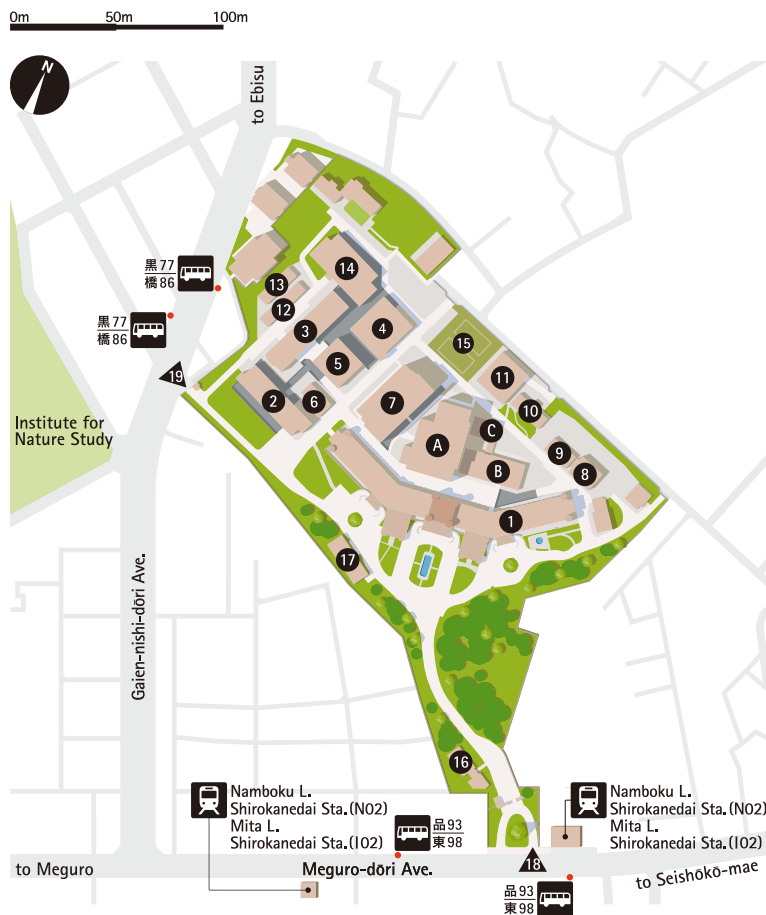 0m 50m 100m
N
to Ebisu
黒77
橋86
黒77
橋86
14
13
12
3
4
15
5
11
19
2
6
7
10
C
A
9
B
8
Institute for
Nature Study
1
17
Gaien-nishi-dōri Ave.
16
Namboku L.
Shirokanedai Sta.(N02)
Mita L.
Shirokanedai Sta.(I02)
品93
東98
Namboku L.
Shirokanedai Sta.(N02)
Mita L.
Shirokanedai Sta.(I02)
to Meguro
Meguro-dōri Ave.
18
to Seishōkō-mae
品93
東98